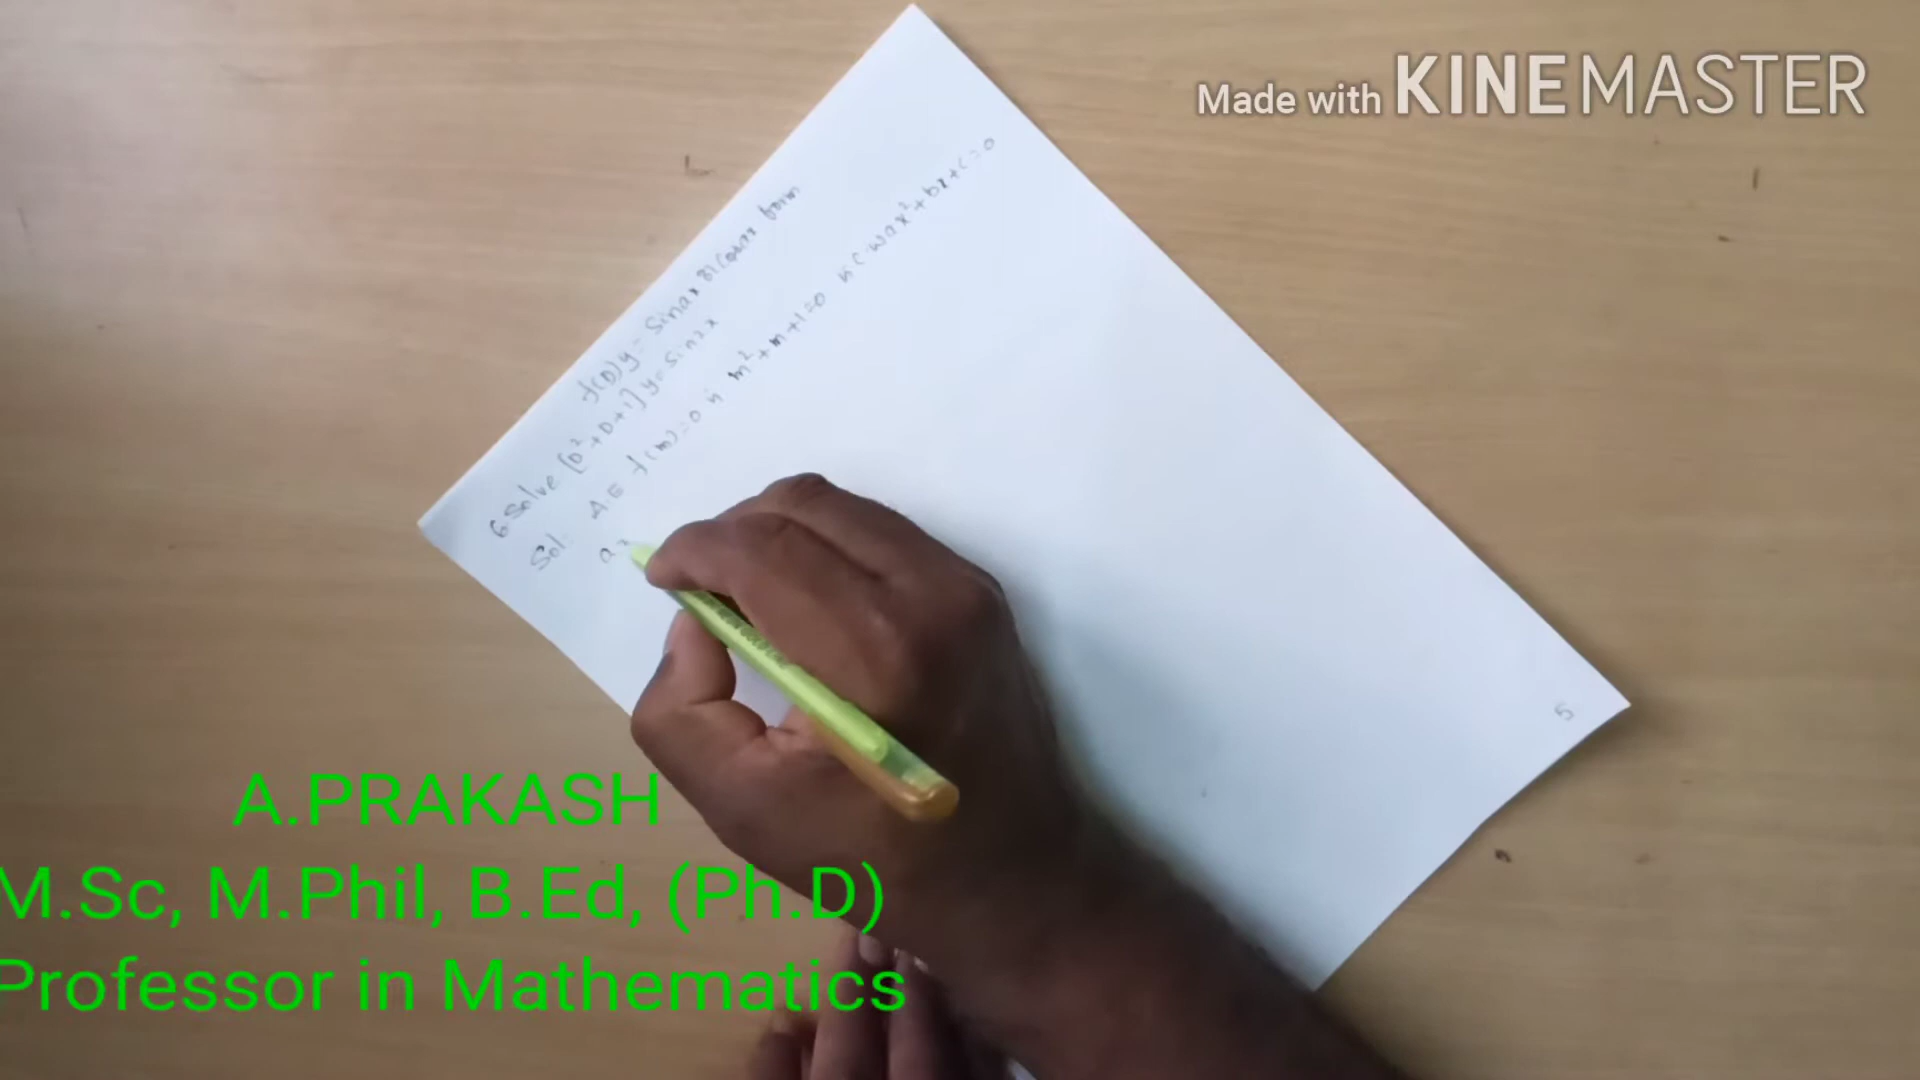 Made with KINEMASTER
f(D)y = Sinax or Cosax form
6. Solve [D²+D+1] y = Sin2x
Sol: A.E f(m)=0 is m²+m+1=0 is c.w ax²+bx+c=0
a=
5
A.PRAKASH
M.Sc, M.Phil, B.Ed, (Ph.D)
Professor in Mathematics